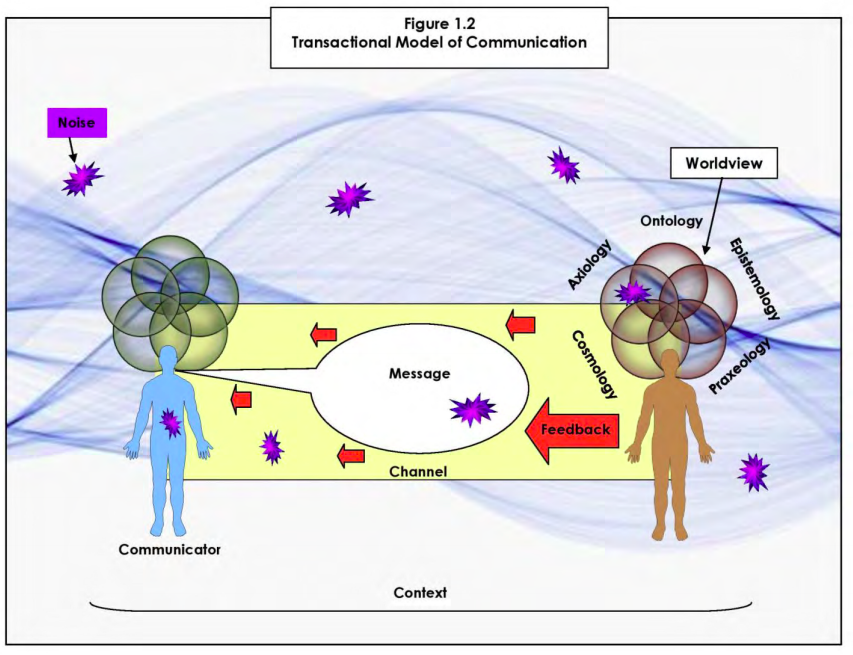 Figure 1.2
Transactional Model of Communication
Noise
Worldview
Ontology
Axiology
Epistemology
Cosmology
Praxeology
Message
Feedback
Channel
Communicator
Context